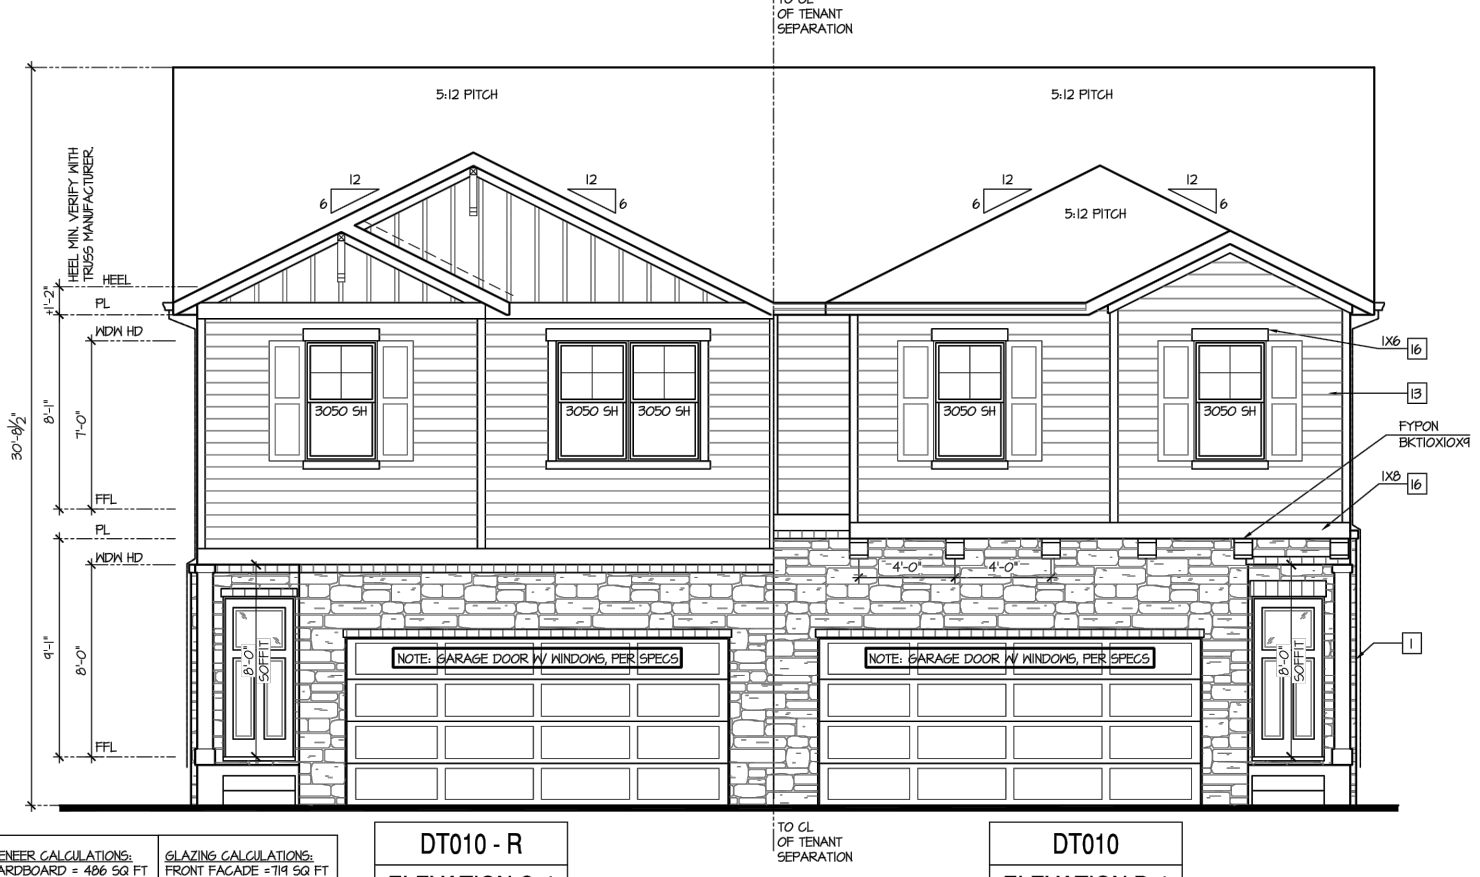 TO CL
OF TENANT
SEPARATION
5:12 PITCH
5:12 PITCH
HEEL MIN. VERIFY WITH
TRUSS MANUFACTURER.
12
6
12
6
12
6
12
6
5:12 PITCH
HEEL
±1'-2"
PL
WDW HD
1X6 16
8'-1"
7'-0"
30'-8½"
3050 SH
3050 SH
3050 SH
3050 SH
3050 SH
13
FYPON
BKT10X10X9
1X8 16
FFL
PL
WDW HD
4'-0"
4'-0"
9'-1"
8'-0"
8'-0"
SOFFIT
NOTE: GARAGE DOOR W/ WINDOWS, PER SPECS
NOTE: GARAGE DOOR W/ WINDOWS, PER SPECS
8'-0"
SOFFIT
1
FFL
TO CL
OF TENANT
SEPARATION
DT010 - R
DT010
ENEER CALCULATIONS:
ARDBOARD = 486 SQ FT
GLAZING CALCULATIONS:
FRONT FACADE =719 SQ FT